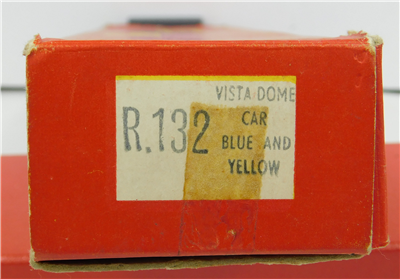 R.132
VISTA DOME
CAR
BLUE AND
YELLOW